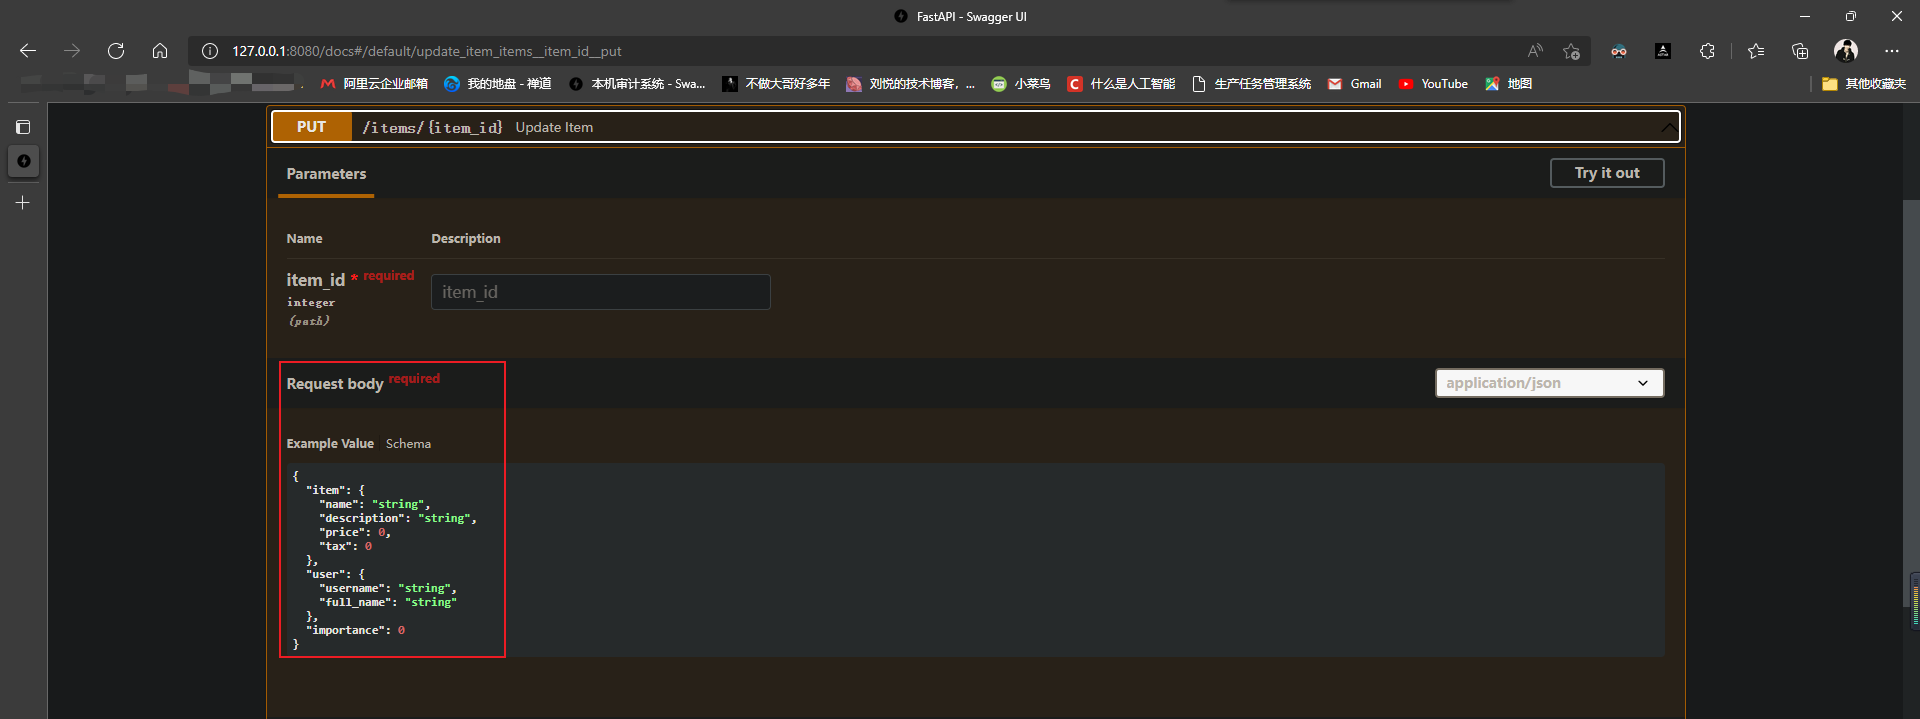 FastAPI - Swagger UI
127.0.0.1:8080/docs#/default/update_item_items__item_id__put
阿里云企业邮箱 我的地盘 - 禅道 本机审计系统 - Swa... 不做大哥好多年 刘悦的技术博客，... 小菜鸟 什么是人工智能 生产任务管理系统 Gmail YouTube 地图 其他收藏夹
PUT /items/{item_id} Update Item
Parameters Try it out
Name Description
item_id * required item_id
integer
(path)
Request body required application/json
Example Value Schema
{
"item": {
"name": "string",
"description": "string",
"price": 0,
"tax": 0
},
"user": {
"username": "string",
"full_name": "string"
},
"importance": 0
}